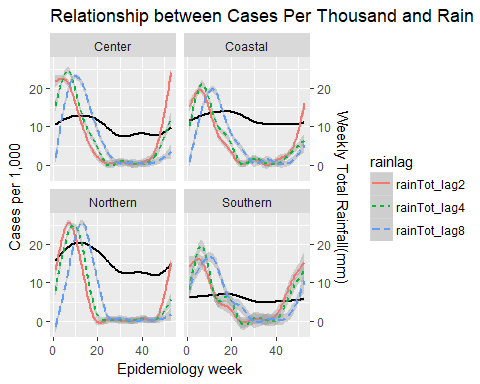 Relationship between Cases Per Thousand and Rain
Center
Coastal
20
10
0
20
10
0
Northern
Southern
20
10
0
20
10
0
0
20
40
0
20
40
Epidemiology week
Cases per 1,000
Weekly Total Rainfall(mm)
rainlag
rainTot_lag2
rainTot_lag4
rainTot_lag8